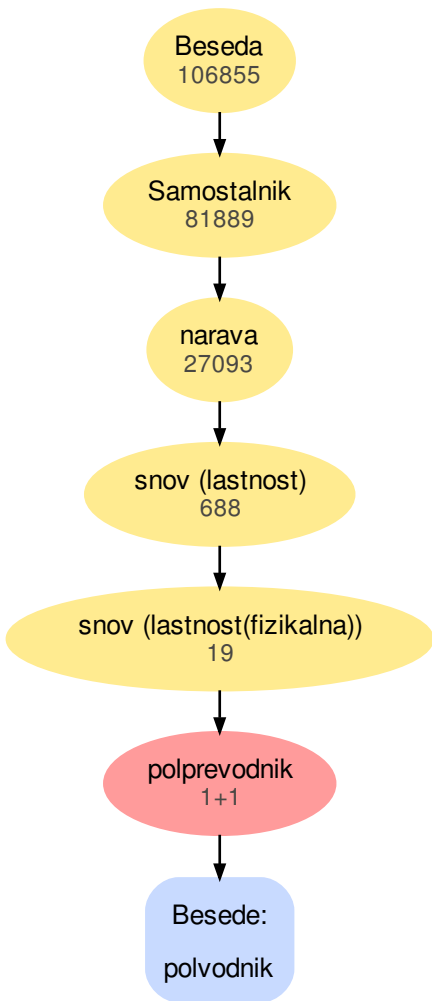 Beseda
106855
Samostalnik
81889
narava
27093
snov (lastnost)
688
snov (lastnost(fizikalna))
19
polprevodnik
1+1
Besede:
polvodnik